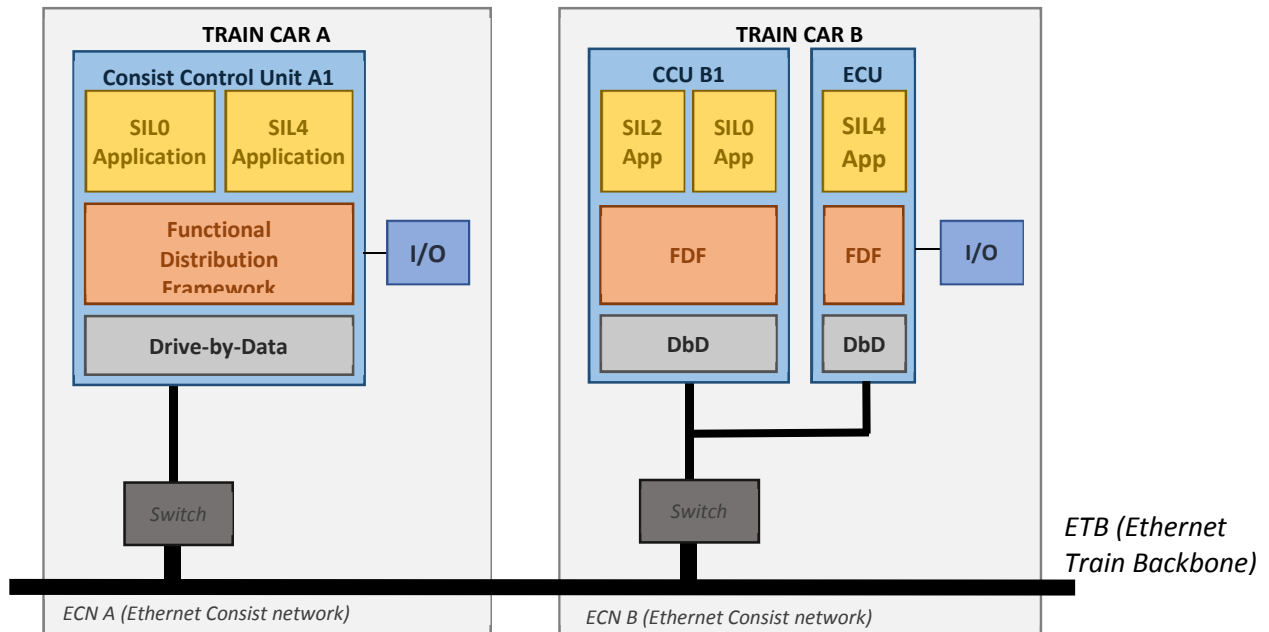 TRAIN CAR A
Consist Control Unit A1
SIL0
Application
SIL4
Application
Functional
Distribution
Framework
I/O
Drive-by-Data
Switch
ECN A (Ethernet Consist network)
TRAIN CAR B
CCU B1
SIL2
App
SIL0
App
FDF
DbD
ECU
SIL4
App
FDF
I/O
DbD
Switch
ECN B (Ethernet Consist network)
ETB (Ethernet
Train Backbone)